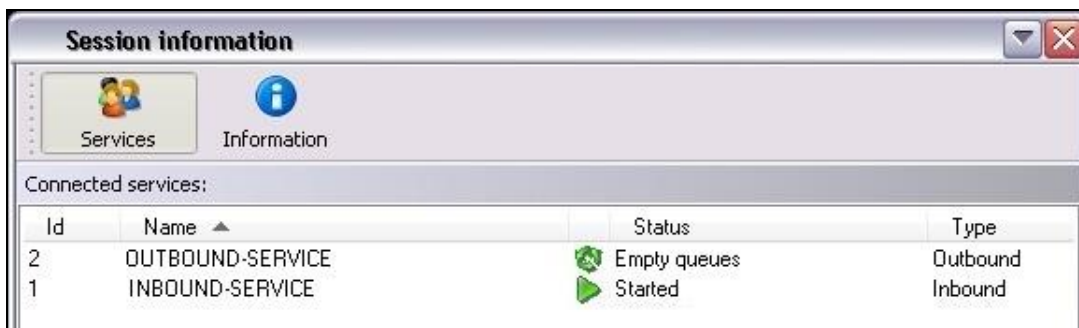 Session information
Services Information
Connected services:
Id Name Status Type
2 OUTBOUND-SERVICE Empty queues Outbound
1 INBOUND-SERVICE Started Inbound